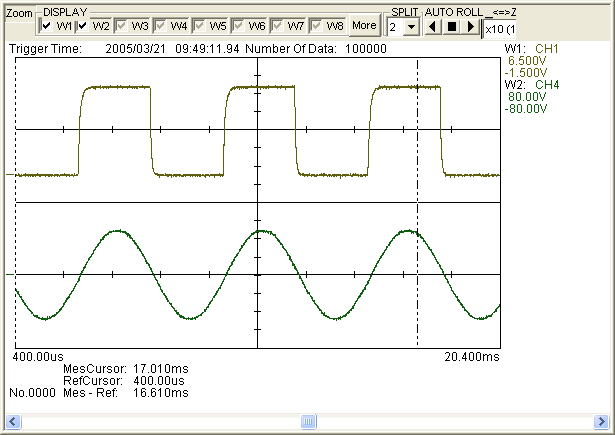 Zoom DISPLAY SPLIT AUTO ROLL _<=>Z
W1 W2 W3 W4 W5 W6 W7 W8 More 2 x10 (1
Trigger Time: 2005/03/21 09:49:11.94 Number Of Data: 100000
W1: CH1
6.500V
-1.500V
W2: CH4
80.00V
-80.00V
400.00us 20.400ms
MesCursor: 17.010ms
RefCursor: 400.00us
No.0000 Mes - Ref: 16.610ms